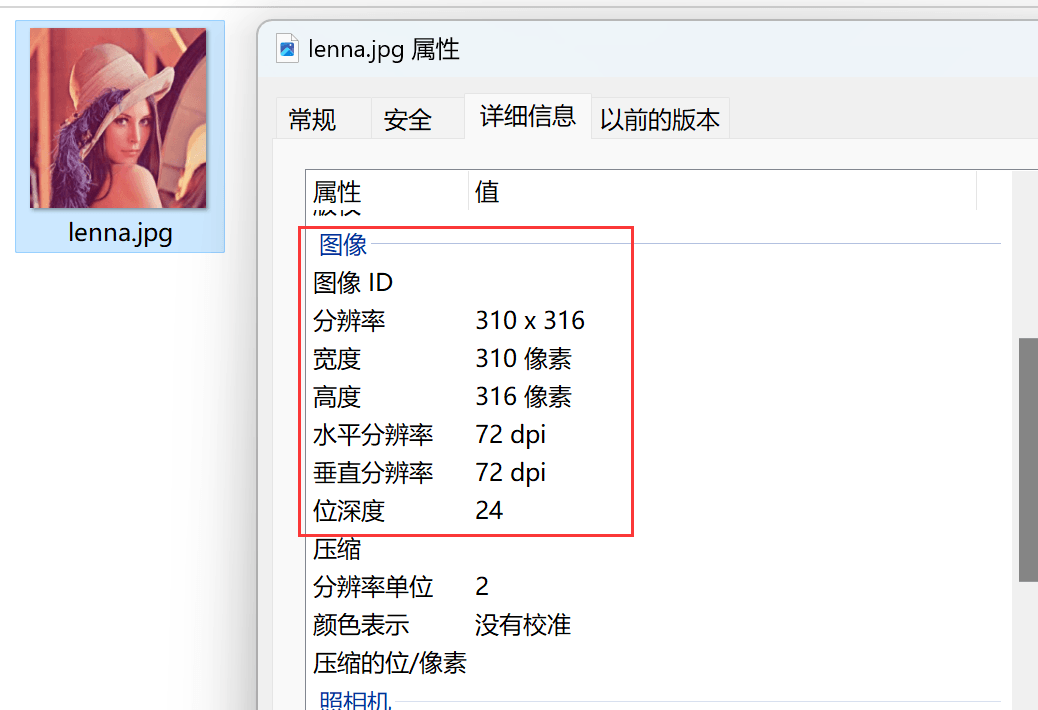 lenna.jpg
lenna.jpg 属性
常规 安全 详细信息 以前的版本
属性 值
图像
图像 ID
分辨率 310 x 316
宽度 310 像素
高度 316 像素
水平分辨率 72 dpi
垂直分辨率 72 dpi
位深度 24
压缩
分辨率单位 2
颜色表示 没有校准
压缩的位/像素
照相机